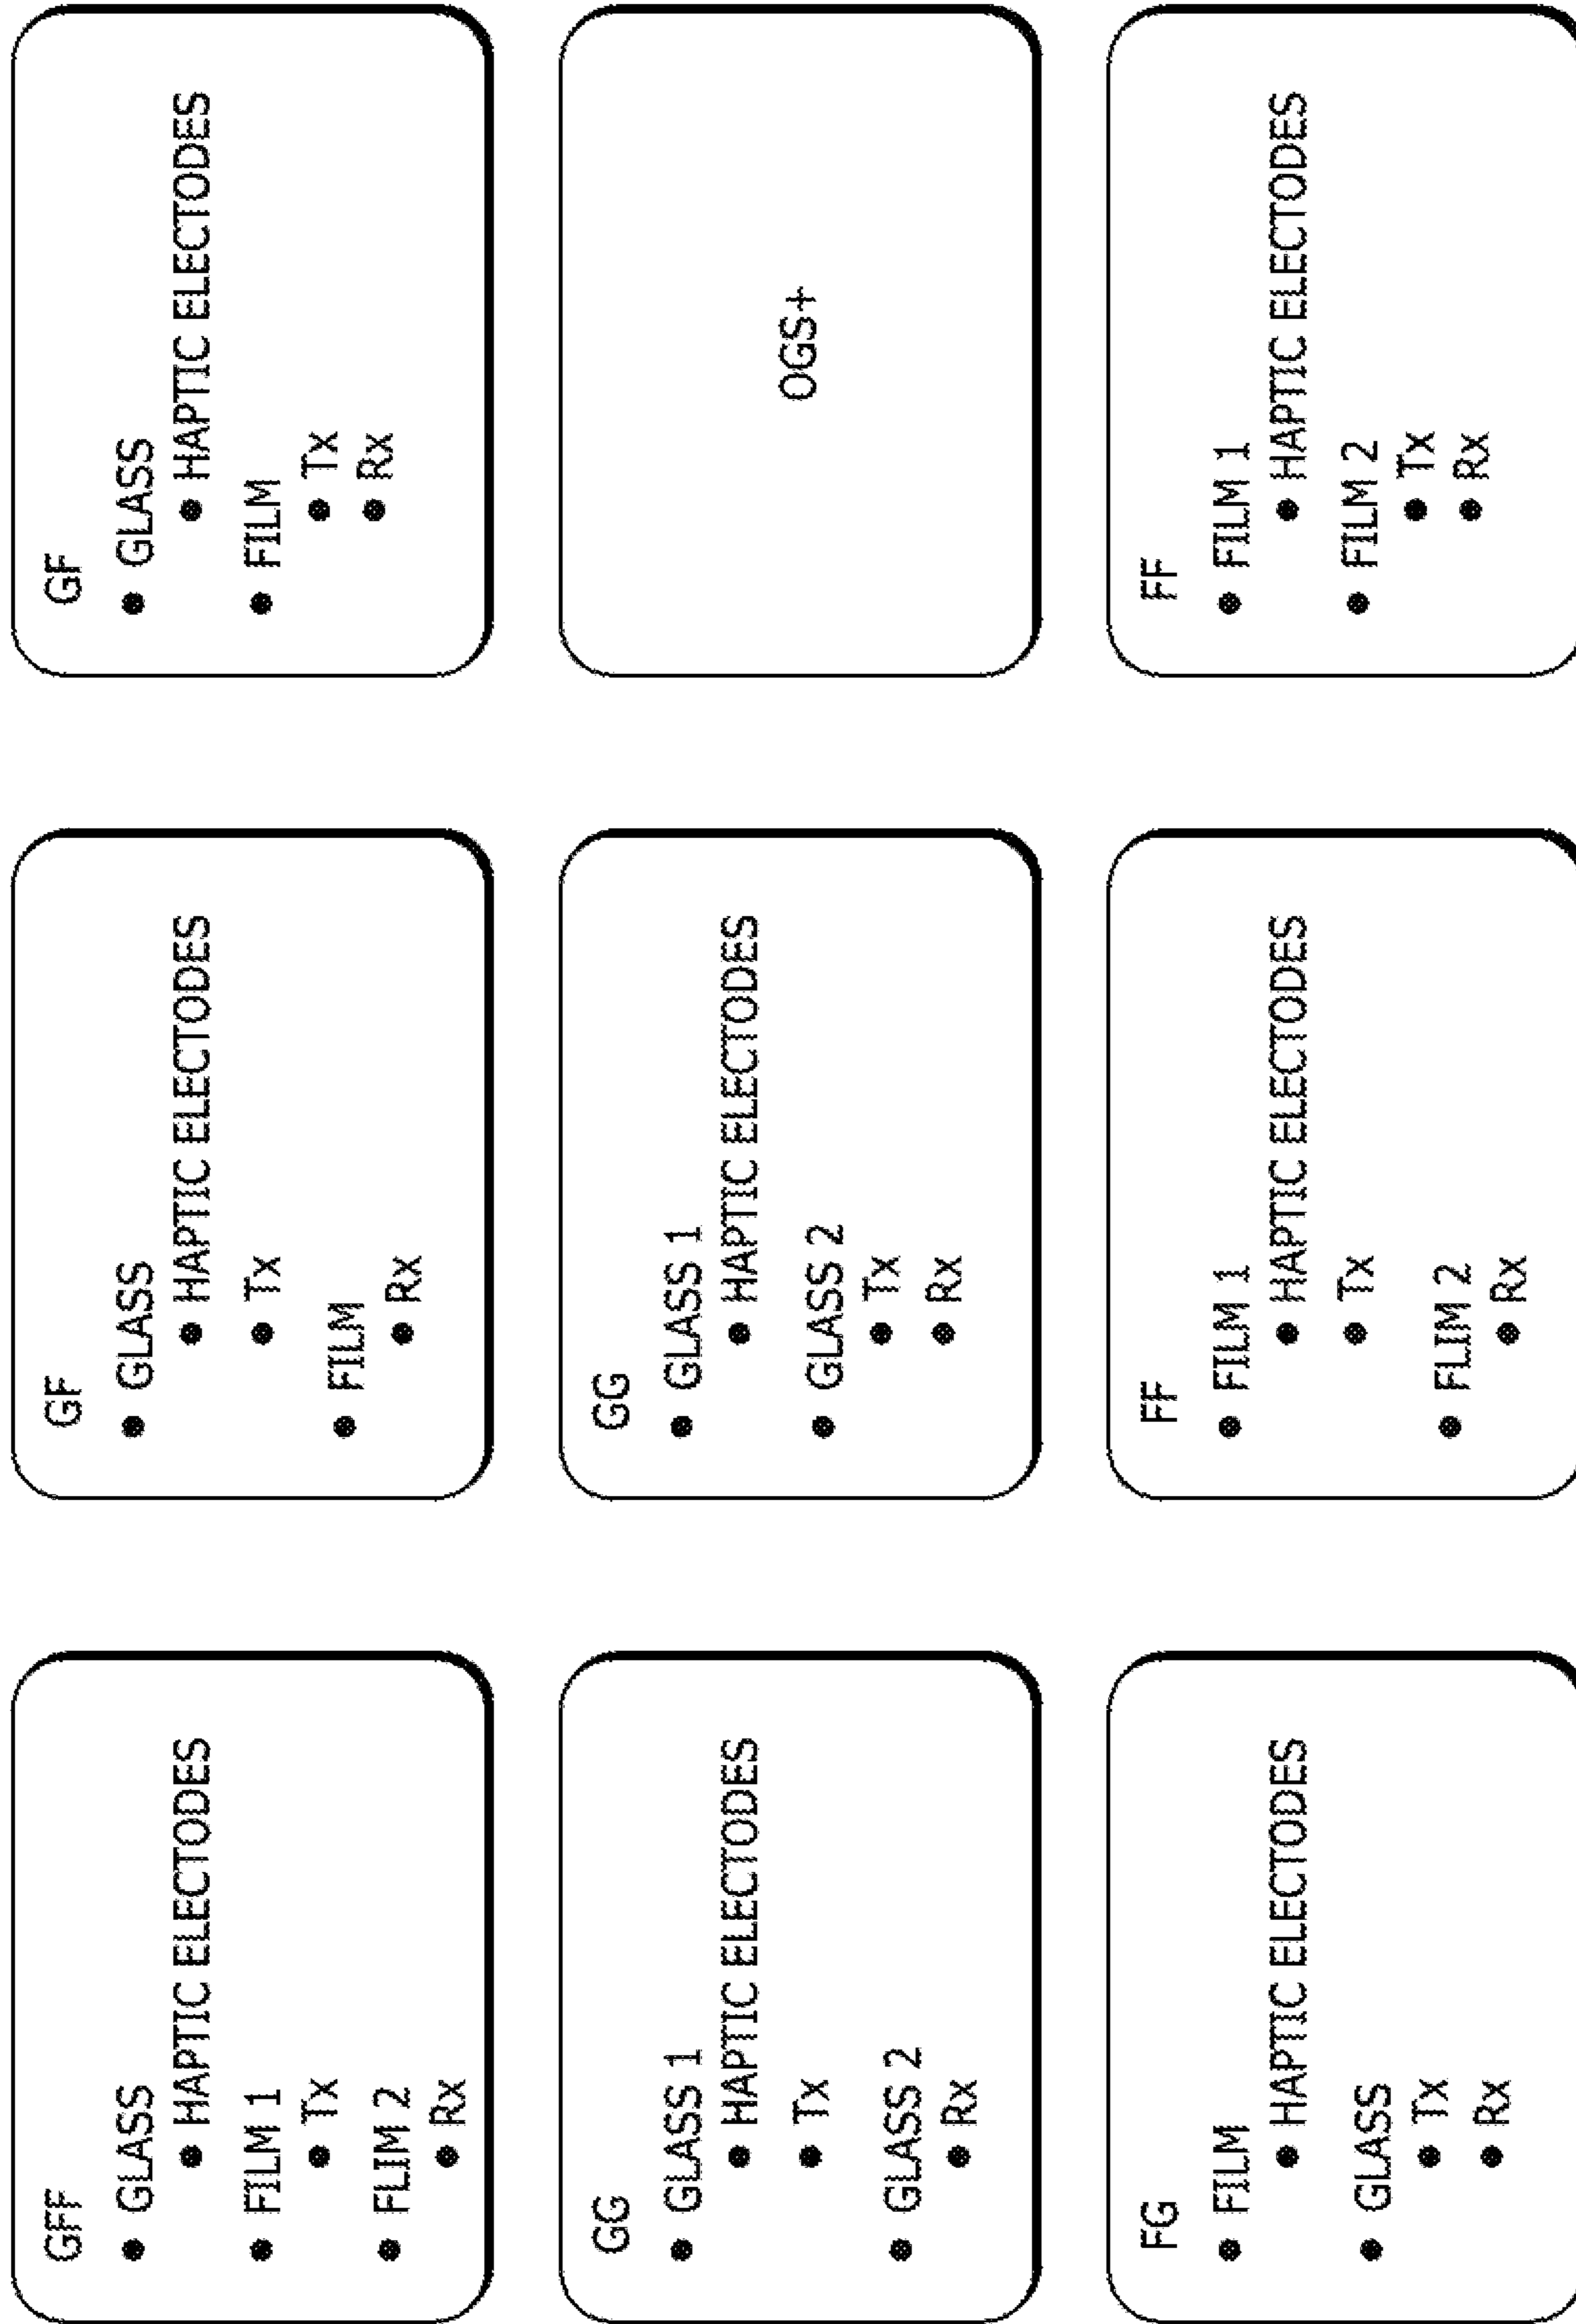 GFF
• GLASS
• HAPTIC ELECTODES
• FILM 1
• Tx
• FLIM 2
• Rx
GF
• GLASS
• HAPTIC ELECTODES
• Tx
• FILM
• Rx
GF
• GLASS
• HAPTIC ELECTODES
• FILM
• Tx
• Rx
GG
• GLASS 1
• HAPTIC ELECTODES
• Tx
• GLASS 2
• Rx
GG
• GLASS 1
• HAPTIC ELECTODES
• GLASS 2
• Tx
• Rx
OGS+
FG
• FILM
• HAPTIC ELECTODES
• GLASS
• Tx
• Rx
FF
• FILM 1
• HAPTIC ELECTODES
• Tx
• FLIM 2
• Rx
FF
• FILM 1
• HAPTIC ELECTODES
• FILM 2
• Tx
• Rx